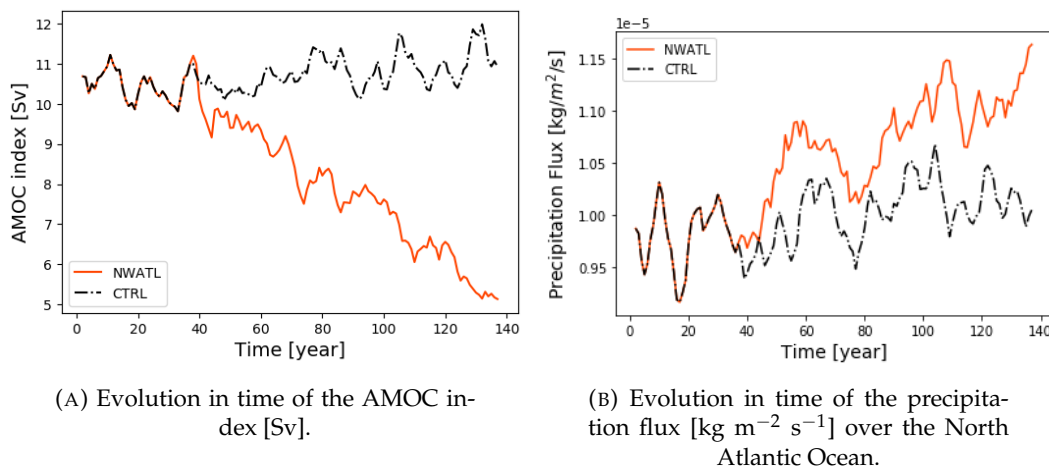 12
11
10
9
8
7
6
5
AMOC index [Sv]
NWATL
CTRL
0 20 40 60 80 100 120 140
Time [year]
(A) Evolution in time of the AMOC in-
dex [Sv].
1e−5
1.15
1.10
1.05
1.00
0.95
Precipitation Flux [kg/m²/s]
NWATL
CTRL
0 20 40 60 80 100 120 140
Time [year]
(B) Evolution in time of the precipita-
tion flux [kg m⁻² s⁻¹] over the North
Atlantic Ocean.